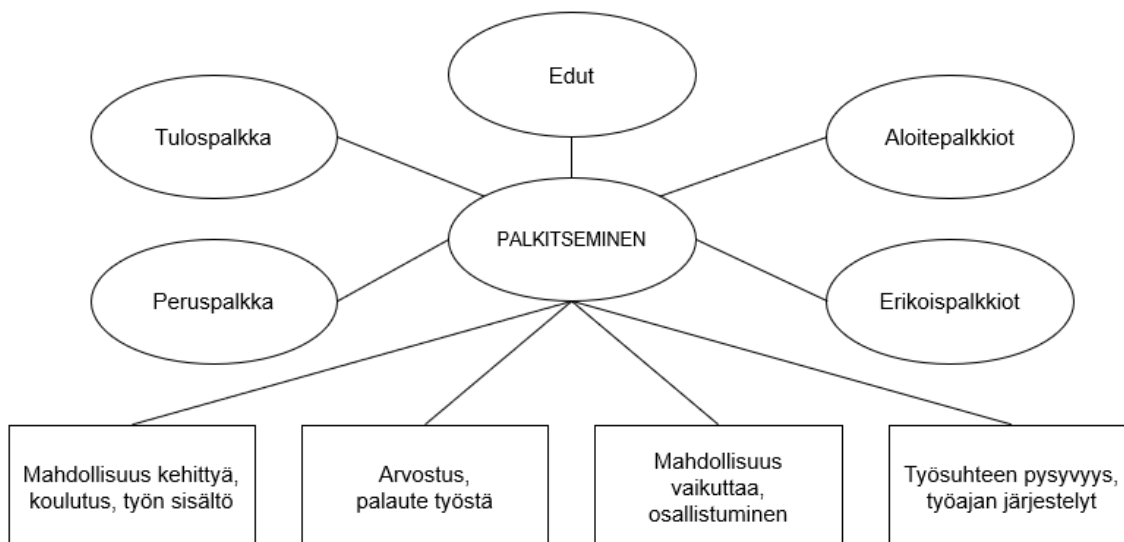 Edut
Tulospalkka
Aloitepalkkiot
PALKITSEMINEN
Peruspalkka
Erikoispalkkiot
Mahdollisuus kehittyä,
koulutus, työn sisältö
Arvostus,
palaute työstä
Mahdollisuus
vaikuttaa,
osallistuminen
Työsuhteen pysyvyys,
työajan järjestelyt